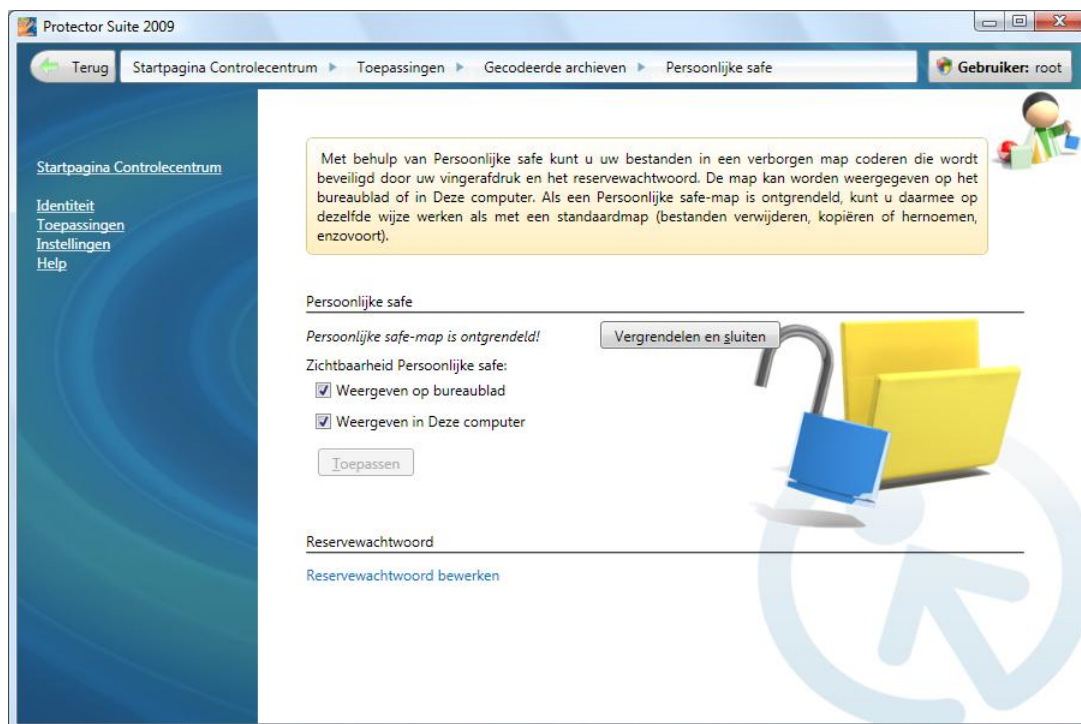 Protector Suite 2009
Terug
Startpagina Controlecentrum
Toepassingen
Gecodeerde archieven
Persoonlijke safe
Gebruiker: root
Startpagina Controlecentrum
Identiteit
Toepassingen
Instellingen
Help
Met behulp van Persoonlijke safe kunt u uw bestanden in een verborgen map coderen die wordt
beveiligd door uw vingerafdruk en het reservewachtwoord. De map kan worden weergegeven op het
bureaublad of in Deze computer. Als een Persoonlijke safe-map is ontgrendeld, kunt u daarmee op
dezelfde wijze werken als met een standaardmap (bestanden verwijderen, kopiëren of hernoemen,
enzovoort).
Persoonlijke safe
Persoonlijke safe-map is ontgrendeld!
Vergrendelen en sluiten
Zichtbaarheid Persoonlijke safe:
Weergeven op bureaublad
Weergeven in Deze computer
Toepassen
Reservewachtwoord
Reservewachtwoord bewerken